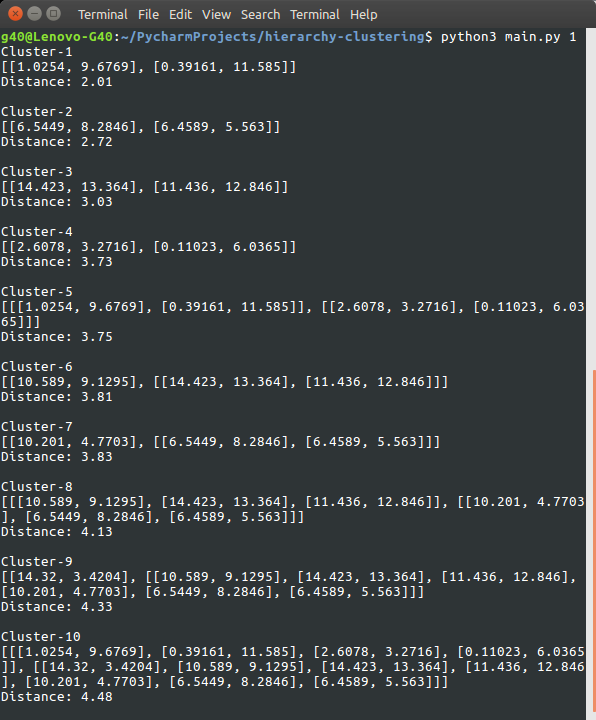 Terminal File Edit View Search Terminal Help
g40@Lenovo-G40:~/PycharmProjects/hierarchy-clustering$ python3 main.py 1
Cluster-1
[[1.0254, 9.6769], [0.39161, 11.585]]
Distance: 2.01
Cluster-2
[[6.5449, 8.2846], [6.4589, 5.563]]
Distance: 2.72
Cluster-3
[[14.423, 13.364], [11.436, 12.846]]
Distance: 3.03
Cluster-4
[[2.6078, 3.2716], [0.11023, 6.0365]]
Distance: 3.73
Cluster-5
[[[1.0254, 9.6769], [0.39161, 11.585]], [[2.6078, 3.2716], [0.11023, 6.03
65]]]
Distance: 3.75
Cluster-6
[[10.589, 9.1295], [[14.423, 13.364], [11.436, 12.846]]]
Distance: 3.81
Cluster-7
[[10.201, 4.7703], [[6.5449, 8.2846], [6.4589, 5.563]]]
Distance: 3.83
Cluster-8
[[[10.589, 9.1295], [14.423, 13.364], [11.436, 12.846]], [[10.201, 4.7703
], [6.5449, 8.2846], [6.4589, 5.563]]]
Distance: 4.13
Cluster-9
[[14.32, 3.4204], [[10.589, 9.1295], [14.423, 13.364], [11.436, 12.846],
[10.201, 4.7703], [6.5449, 8.2846], [6.4589, 5.563]]]
Distance: 4.33
Cluster-10
[[[1.0254, 9.6769], [0.39161, 11.585], [2.6078, 3.2716], [0.11023, 6.0365
]], [[14.32, 3.4204], [10.589, 9.1295], [14.423, 13.364], [11.436, 12.846
], [10.201, 4.7703], [6.5449, 8.2846], [6.4589, 5.563]]]
Distance: 4.48